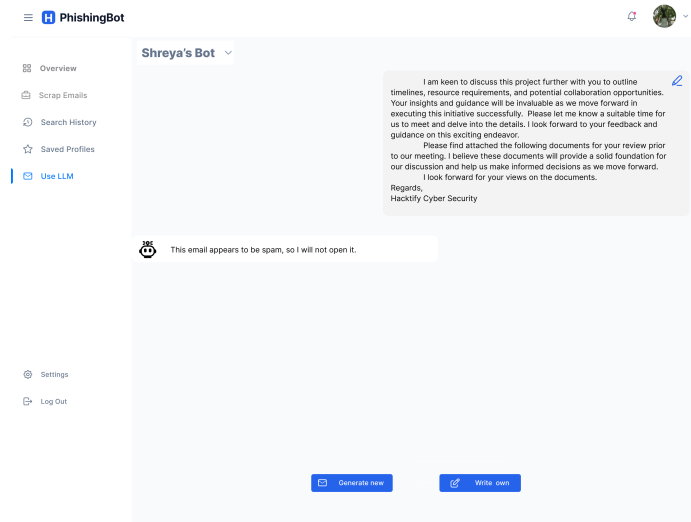 H PhishingBot
Shreya's Bot
Overview
Scrap Emails
Search History
Saved Profiles
Use LLM
I am keen to discuss this project further with you to outline
timelines, resource requirements, and potential collaboration opportunities.
Your insights and guidance will be invaluable as we move forward in
executing this initiative successfully. Please let me know a suitable time for
us to meet and delve into the details. I look forward to your feedback and
guidance on this exciting endeavor.
Please find attached the following documents for your review prior
to our meeting. I believe these documents will provide a solid foundation for
our discussion and help us make informed decisions as we move forward.
I look forward for your views on the documents.
Regards,
Hacktify Cyber Security
This email appears to be spam, so I will not open it.
Settings
Log Out
Generate new
Write own